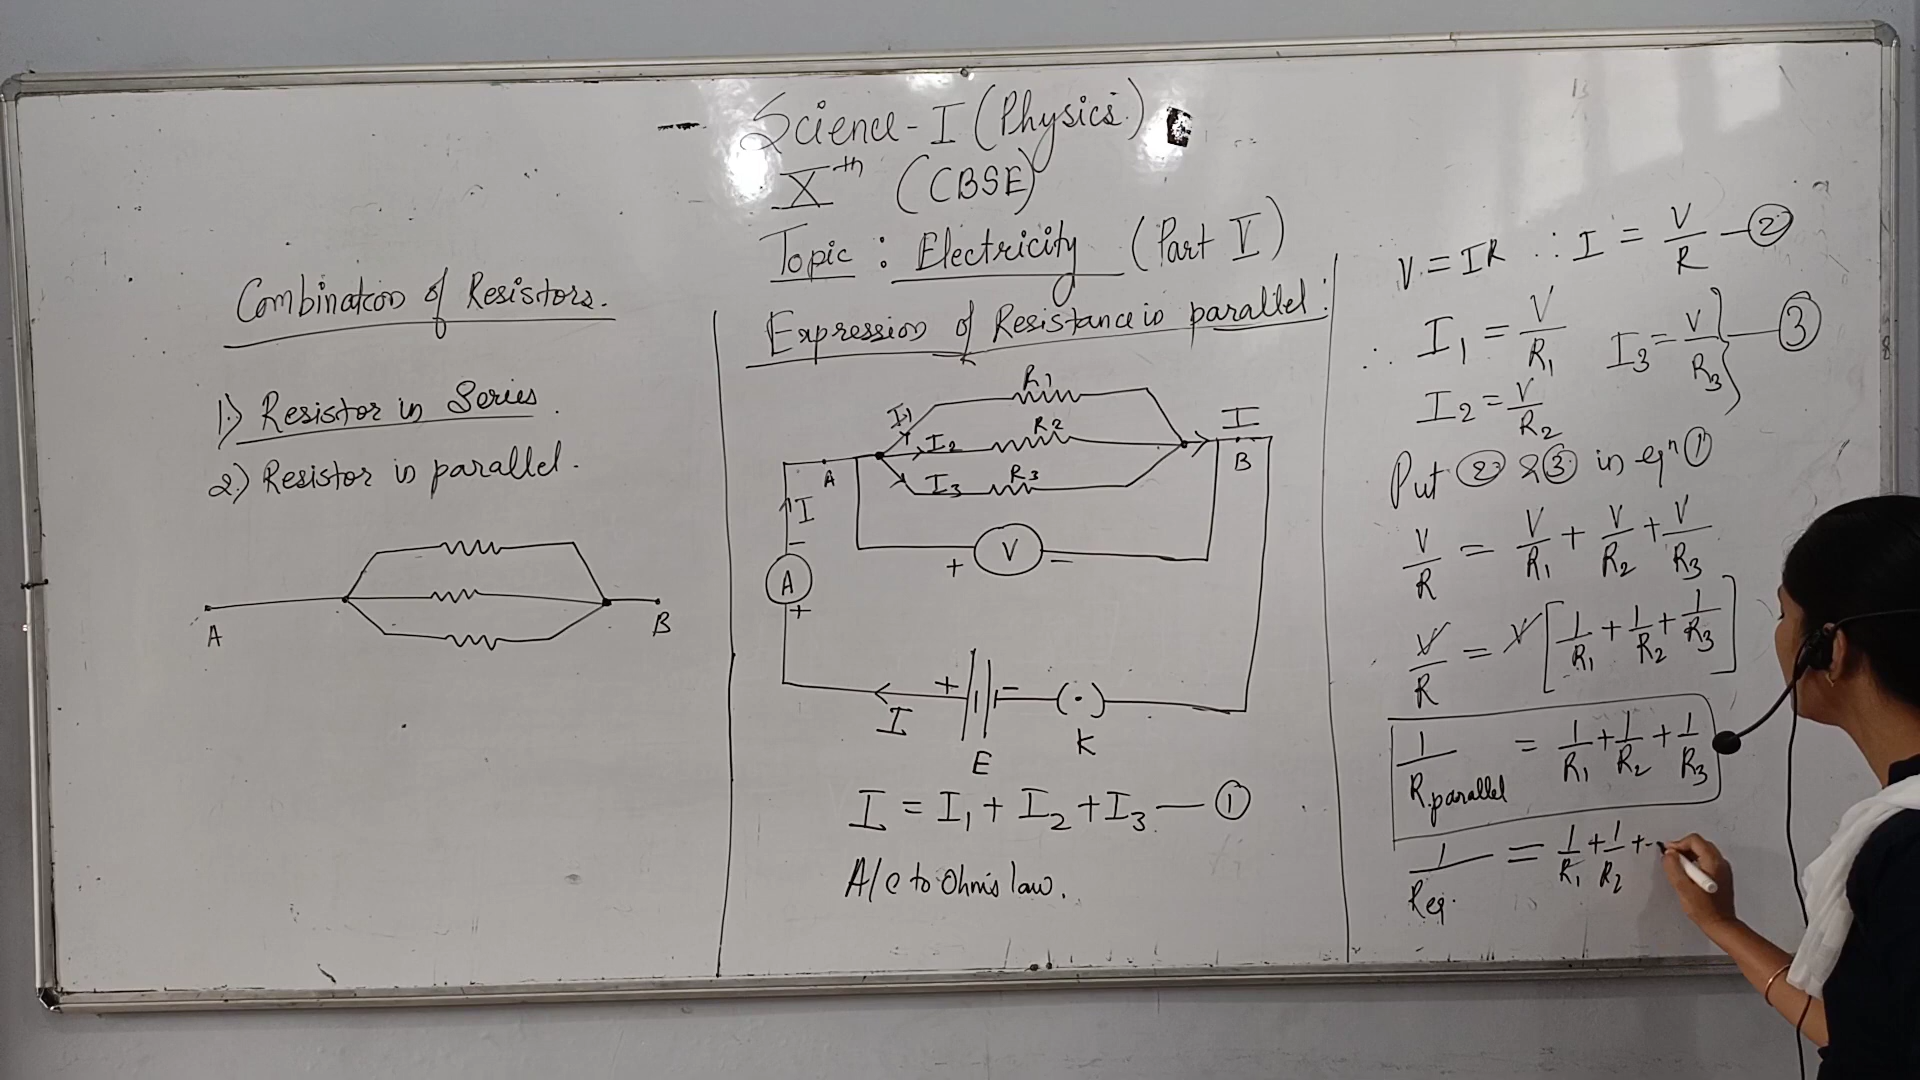 Science-I (Physics)
Xth (CBSE)
Topic : Electricity (Part V)
Combination of Resistors.
1.) Resistor in Series.
2.) Resistor in parallel.
A
B
Expression of Resistance in parallel :
R1
I1
R2
I2
R3
I3
I
A
B
I
V
+ −
−
A
+
+ −
I
E
K
I = I1 + I2 + I3 — ①
A/c to Ohm's law.
V = IR ∴ I = V/R — ②
∴ I1 = V/R1 I3 = V/R3 } — ③
I2 = V/R2
Put ② & ③ in eqn ①
V/R = V/R1 + V/R2 + V/R3
V/R = V [1/R1 + 1/R2 + 1/R3]
1/R.parallel = 1/R1 + 1/R2 + 1/R3
1/Req. = 1/R1 + 1/R2 + -